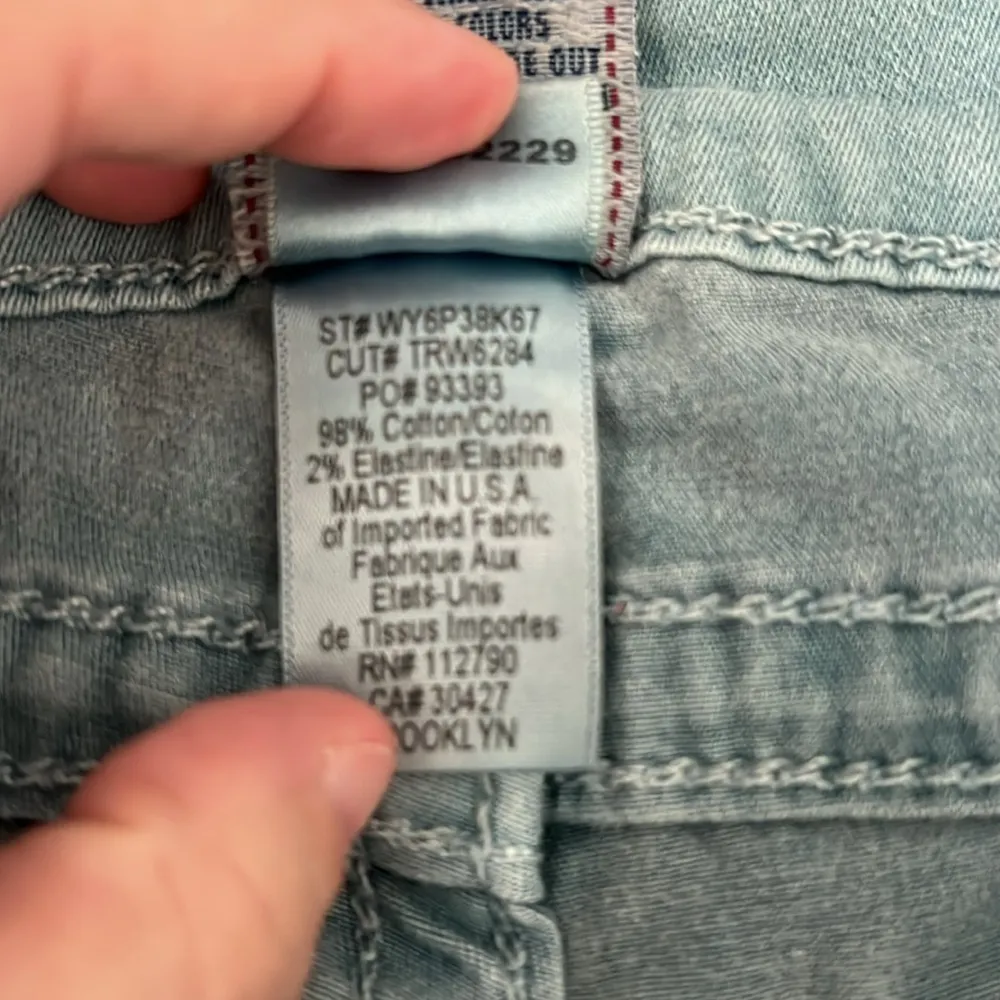 COLORS
OUT
2229
ST# WY6P38K67
CUT# TRW6284
PO# 93393
98% Cotton/Coton
2% Elastine/Elastine
MADE IN U.S.A.
of Imported Fabric
Fabrique Aux
Etats-Unis
de Tissus Importes
RN# 112790
CA# 30427
OOKLYN